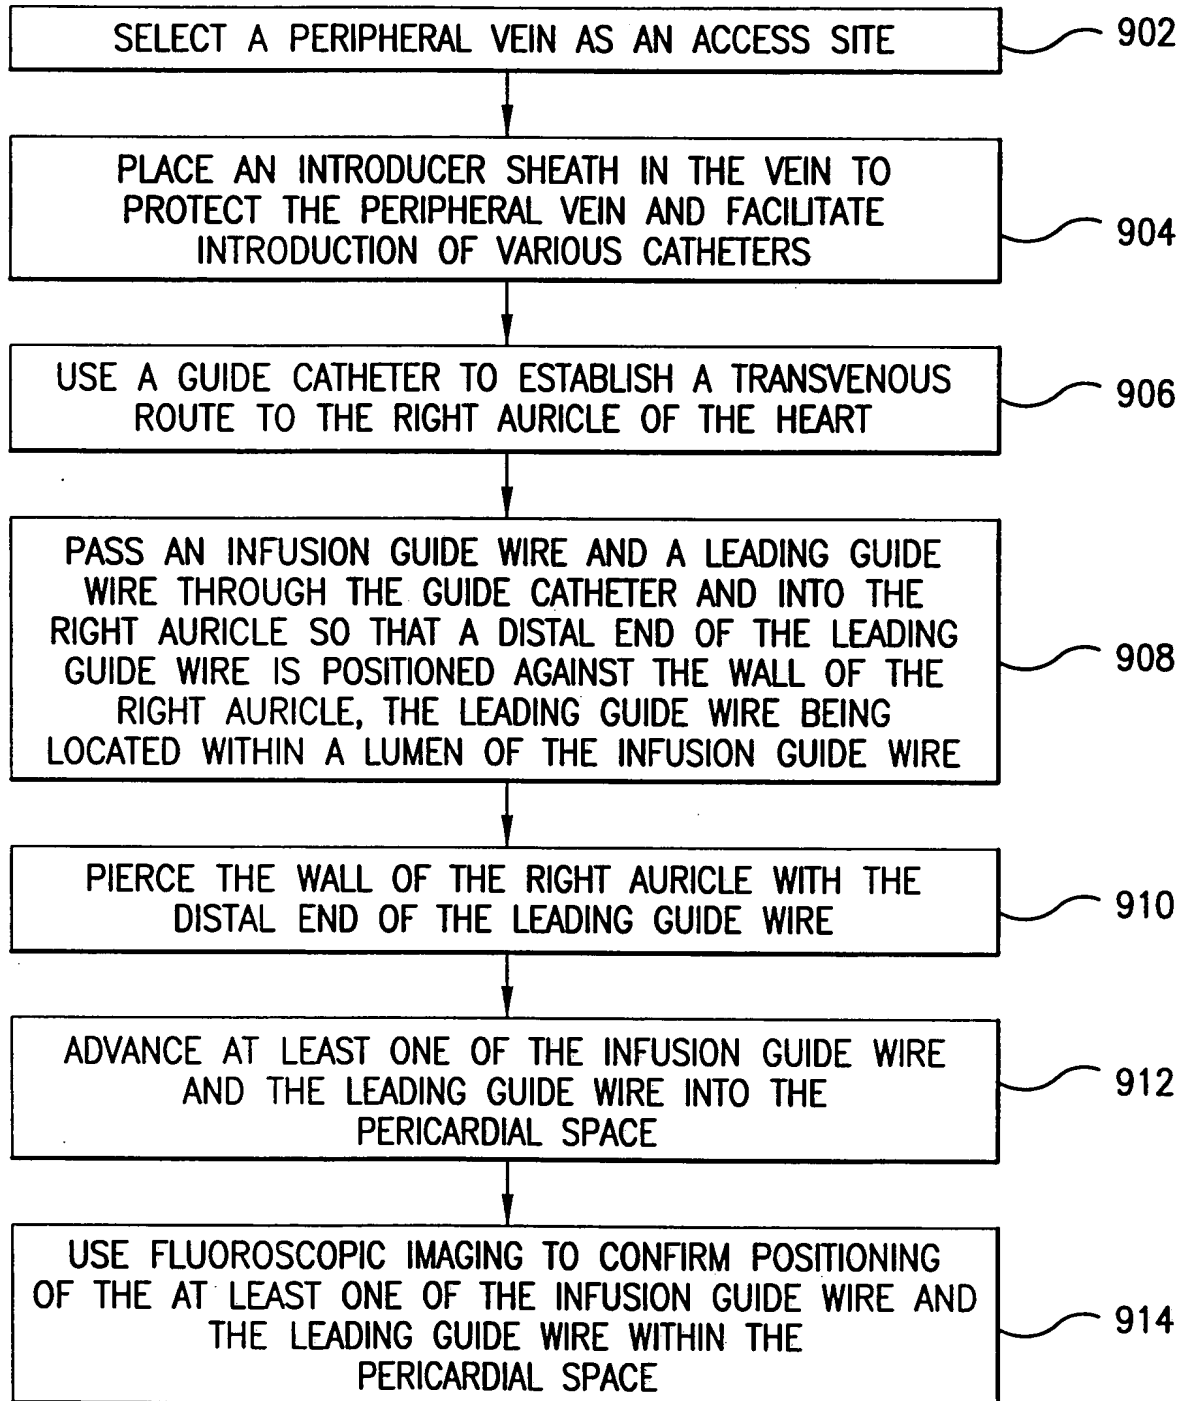 SELECT A PERIPHERAL VEIN AS AN ACCESS SITE
902
PLACE AN INTRODUCER SHEATH IN THE VEIN TO
PROTECT THE PERIPHERAL VEIN AND FACILITATE
INTRODUCTION OF VARIOUS CATHETERS
904
USE A GUIDE CATHETER TO ESTABLISH A TRANSVENOUS
ROUTE TO THE RIGHT AURICLE OF THE HEART
906
PASS AN INFUSION GUIDE WIRE AND A LEADING GUIDE
WIRE THROUGH THE GUIDE CATHETER AND INTO THE
RIGHT AURICLE SO THAT A DISTAL END OF THE LEADING
GUIDE WIRE IS POSITIONED AGAINST THE WALL OF THE
RIGHT AURICLE, THE LEADING GUIDE WIRE BEING
LOCATED WITHIN A LUMEN OF THE INFUSION GUIDE WIRE
908
PIERCE THE WALL OF THE RIGHT AURICLE WITH THE
DISTAL END OF THE LEADING GUIDE WIRE
910
ADVANCE AT LEAST ONE OF THE INFUSION GUIDE WIRE
AND THE LEADING GUIDE WIRE INTO THE
PERICARDIAL SPACE
912
USE FLUOROSCOPIC IMAGING TO CONFIRM POSITIONING
OF THE AT LEAST ONE OF THE INFUSION GUIDE WIRE AND
THE LEADING GUIDE WIRE WITHIN THE
PERICARDIAL SPACE
914